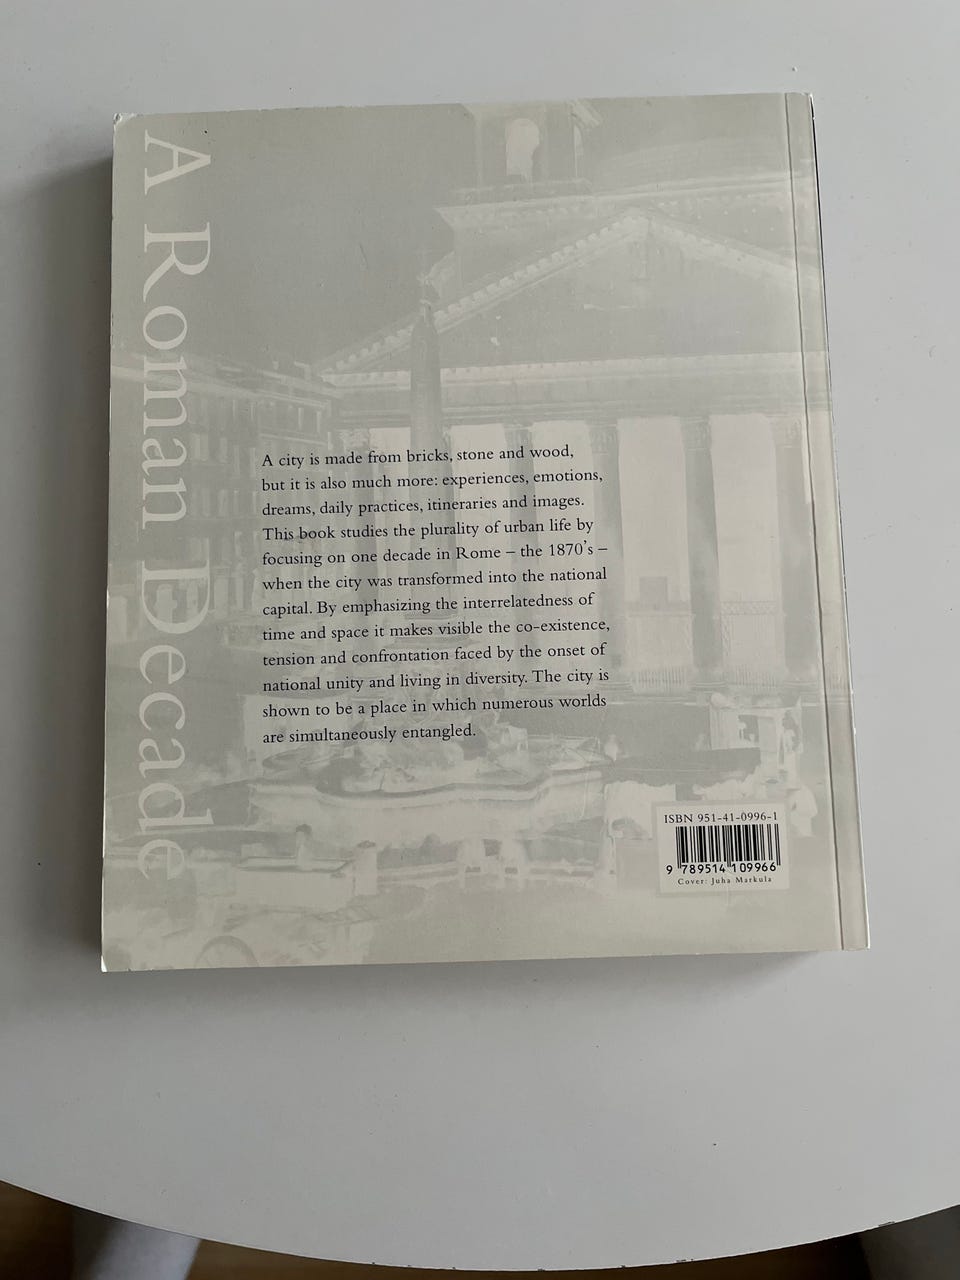 A Roman Decade
A city is made from bricks, stone and wood,
but it is also much more: experiences, emotions,
dreams, daily practices, itineraries and images.
This book studies the plurality of urban life by
focusing on one decade in Rome – the 1870's –
when the city was transformed into the national
capital. By emphasizing the interrelatedness of
time and space it makes visible the co-existence,
tension and confrontation faced by the onset of
national unity and living in diversity. The city is
shown to be a place in which numerous worlds
are simultaneously entangled.
ISBN 951-41-0996-1
9 789514 109966
Cover: Juha Markula